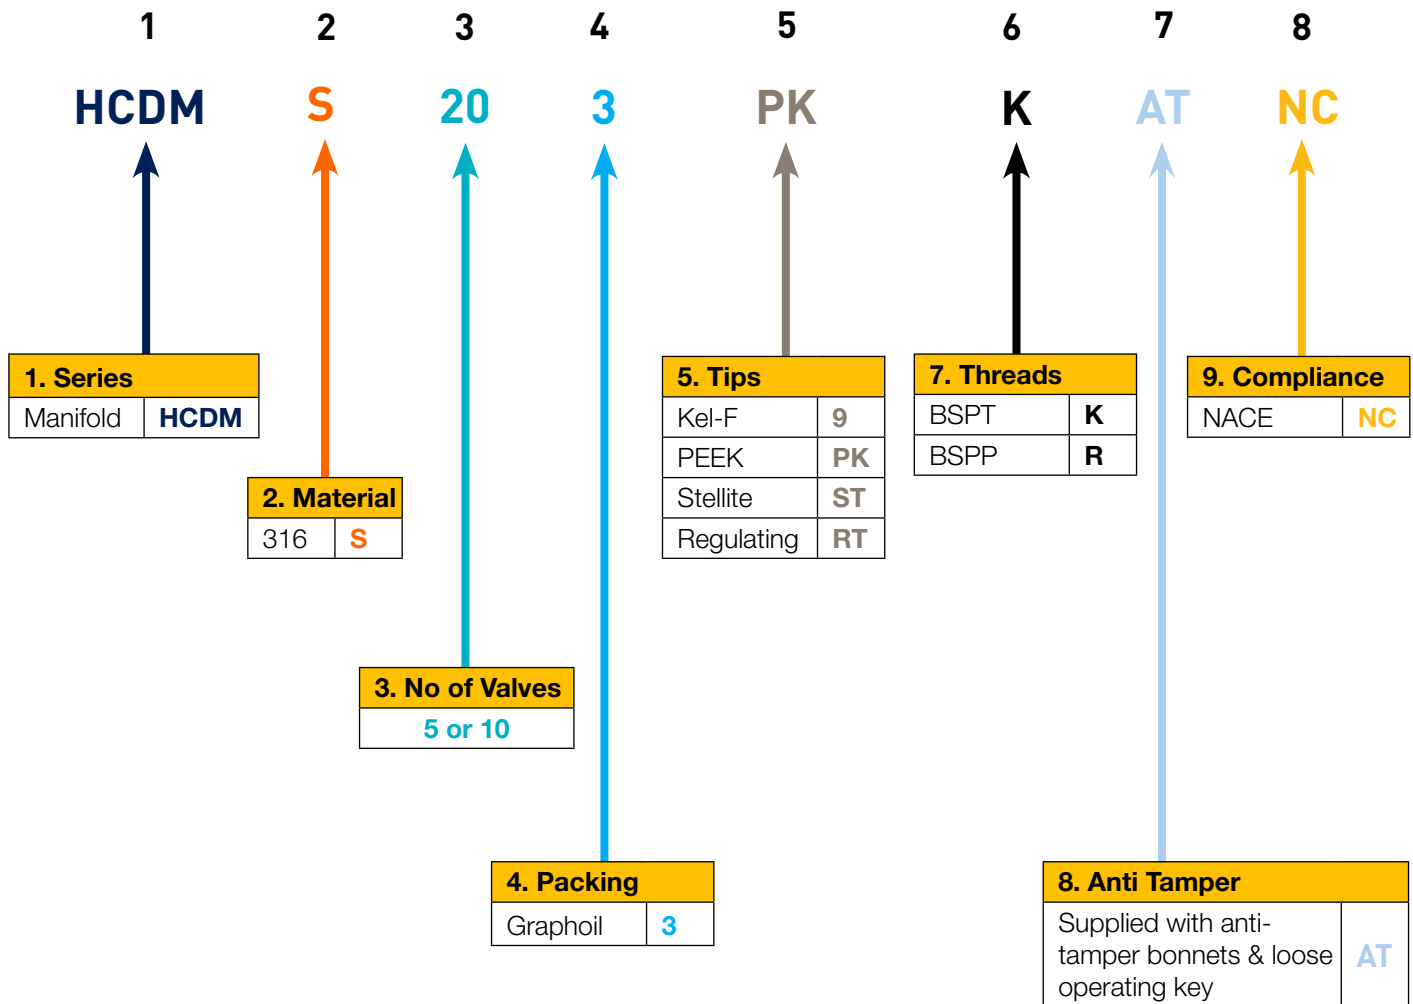 1 2 3 4 5 6 7 8
HCDM S 20 3 PK K AT NC
1. Series
Manifold HCDM
2. Material
316 S
3. No of Valves
5 or 10
4. Packing
Graphoil 3
5. Tips
Kel-F 9
PEEK PK
Stellite ST
Regulating RT
7. Threads
BSPT K
BSPP R
8. Anti Tamper
Supplied with anti-
tamper bonnets & loose
operating key
AT
9. Compliance
NACE NC